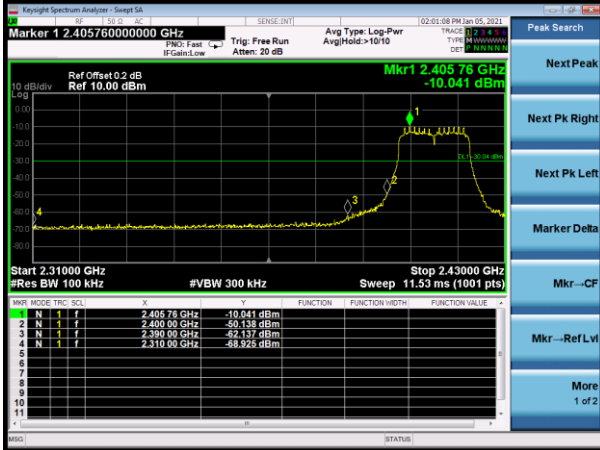 Keysight Spectrum Analyzer - Swept SA
RF 50 Ω AC SENSE:INT 02:01:08 PM Jan 05, 2021
Marker 1 2.405760000000 GHz
PNO: Fast
IFGain:Low
Trig: Free Run
Atten: 20 dB
Avg Type: Log-Pwr
Avg|Hold:>10/10
TRACE 1 2 3 4 5 6
TYPE M WWWWW
DET P NNNNN
Peak Search
Next Peak
Next Pk Right
Next Pk Left
Marker Delta
Mkr→CF
Mkr→Ref Lvl
More
1 of 2
Ref Offset 0.2 dB
Ref 10.00 dBm
10 dB/div
Log
Mkr1 2.405 76 GHz
-10.041 dBm
0.00
-10.0
-20.0
-30.0
-40.0
-50.0
-60.0
-70.0
-80.0
1
2
3
4
Start 2.31000 GHz
#Res BW 100 kHz
#VBW 300 kHz
Stop 2.43000 GHz
Sweep 11.53 ms (1001 pts)
MKR MODE TRC SCL X Y FUNCTION FUNCTION WIDTH FUNCTION VALUE
1 N 1 f 2.405 76 GHz -10.041 dBm
2 N 1 f 2.400 00 GHz -50.138 dBm
3 N 1 f 2.390 00 GHz -62.137 dBm
4 N 1 f 2.310 00 GHz -68.925 dBm
5
6
7
8
9
10
11
MSG STATUS